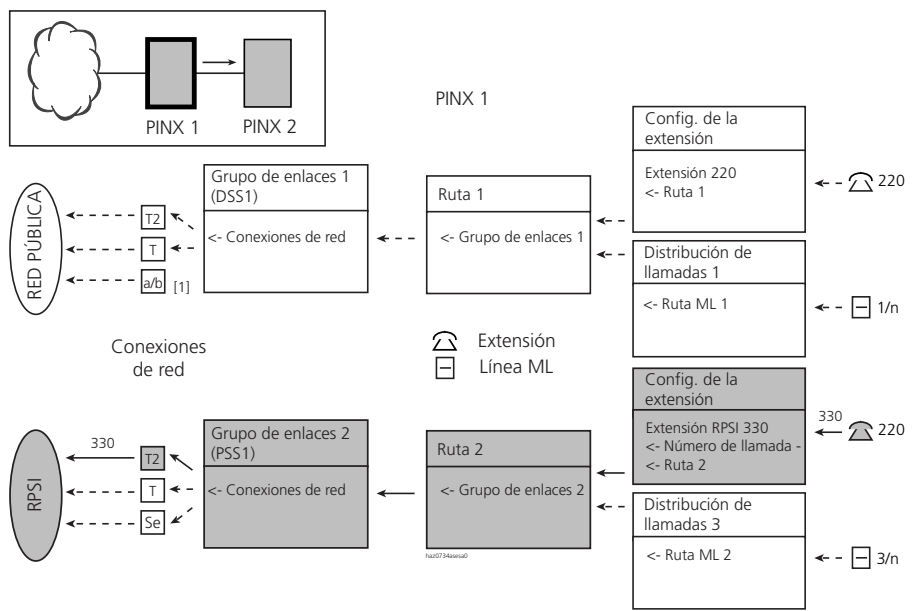 PINX 1
PINX 2
PINX 1
Config. de la
extensión
Extensión 220
<- Ruta 1
220
Grupo de enlaces 1
(DSS1)
<- Conexiones de red
Ruta 1
<- Grupo de enlaces 1
RED PÚBLICA
T2
T
a/b
[1]
Distribución de
llamadas 1
<- Ruta ML 1
1/n
Conexiones
de red
Extensión
Línea ML
Config. de la
extensión
Extensión RPSI 330
<- Número de llamada -
<- Ruta 2
330
220
Grupo de enlaces 2
(PSS1)
<- Conexiones de red
Ruta 2
<- Grupo de enlaces 2
330
RPSI
T2
T
Se
Distribución de
llamadas 3
<- Ruta ML 2
3/n
haz0734asesa0